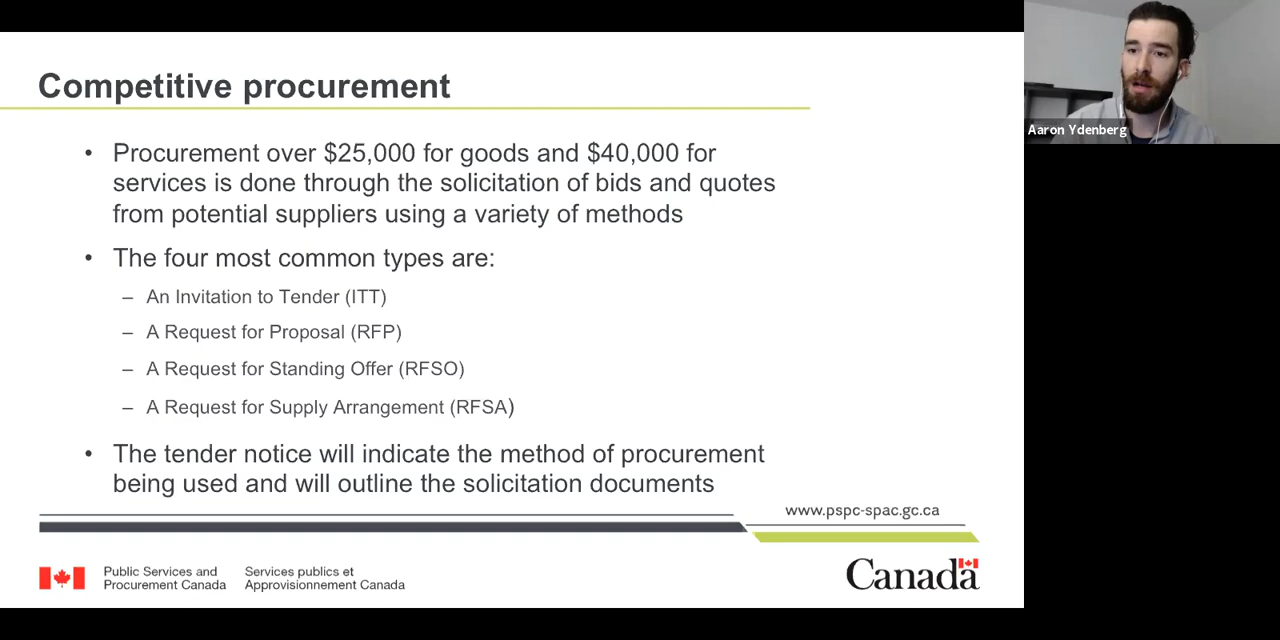 Competitive procurement
• Procurement over $25,000 for goods and $40,000 for
services is done through the solicitation of bids and quotes
from potential suppliers using a variety of methods
• The four most common types are:
– An Invitation to Tender (ITT)
– A Request for Proposal (RFP)
– A Request for Standing Offer (RFSO)
– A Request for Supply Arrangement (RFSA)
• The tender notice will indicate the method of procurement
being used and will outline the solicitation documents
www.pspc-spac.gc.ca
Public Services and
Procurement Canada
Services publics et
Approvisionnement Canada
Canada
Aaron Ydenberg